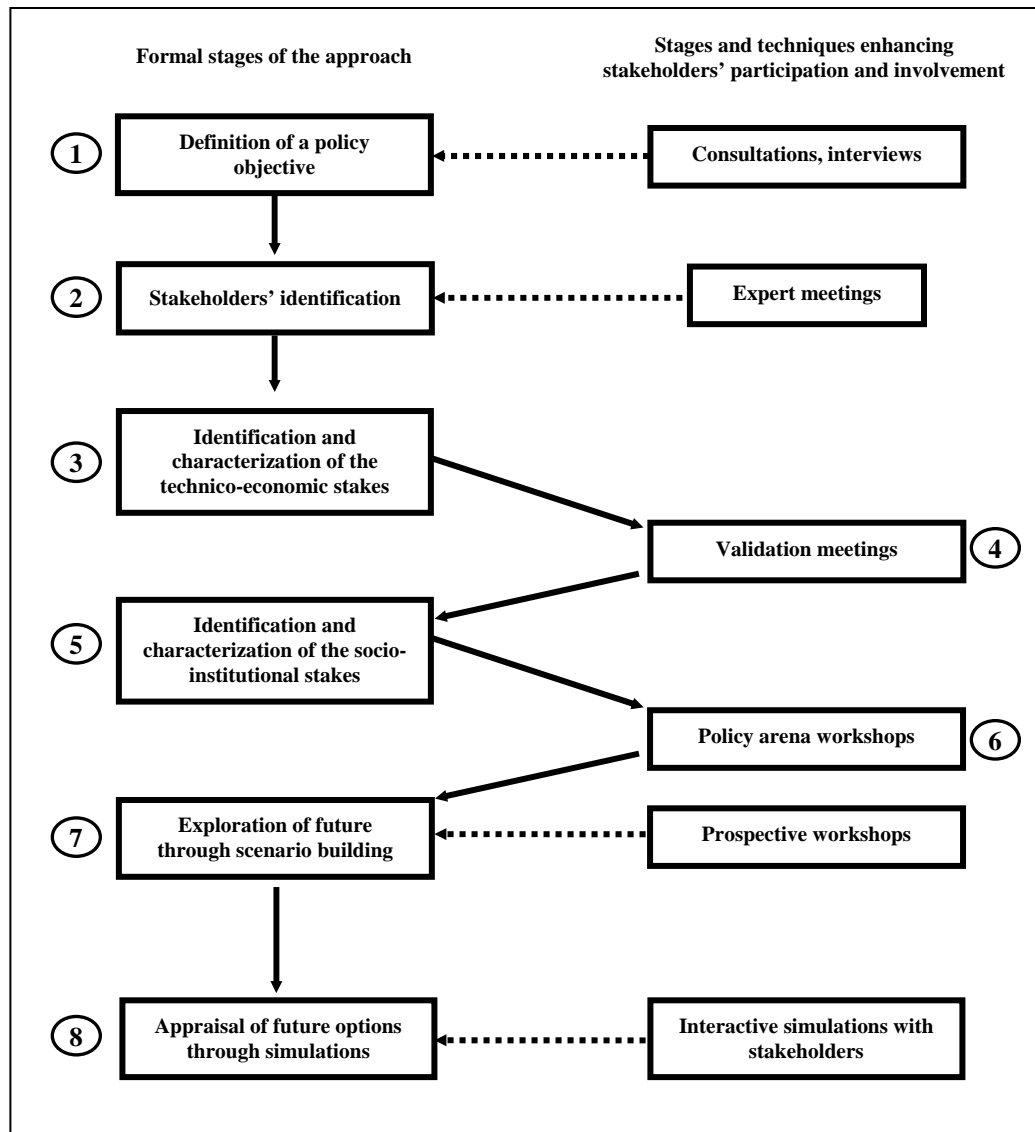 Formal stages of the approach
Stages and techniques enhancing
stakeholders’ participation and involvement
1
Definition of a policy
objective
Consultations, interviews
2
Stakeholders’ identification
Expert meetings
3
Identification and
characterization of the
technico-economic stakes
Validation meetings
4
5
Identification and
characterization of the socio-
institutional stakes
Policy arena workshops
6
7
Exploration of future
through scenario building
Prospective workshops
8
Appraisal of future options
through simulations
Interactive simulations with
stakeholders